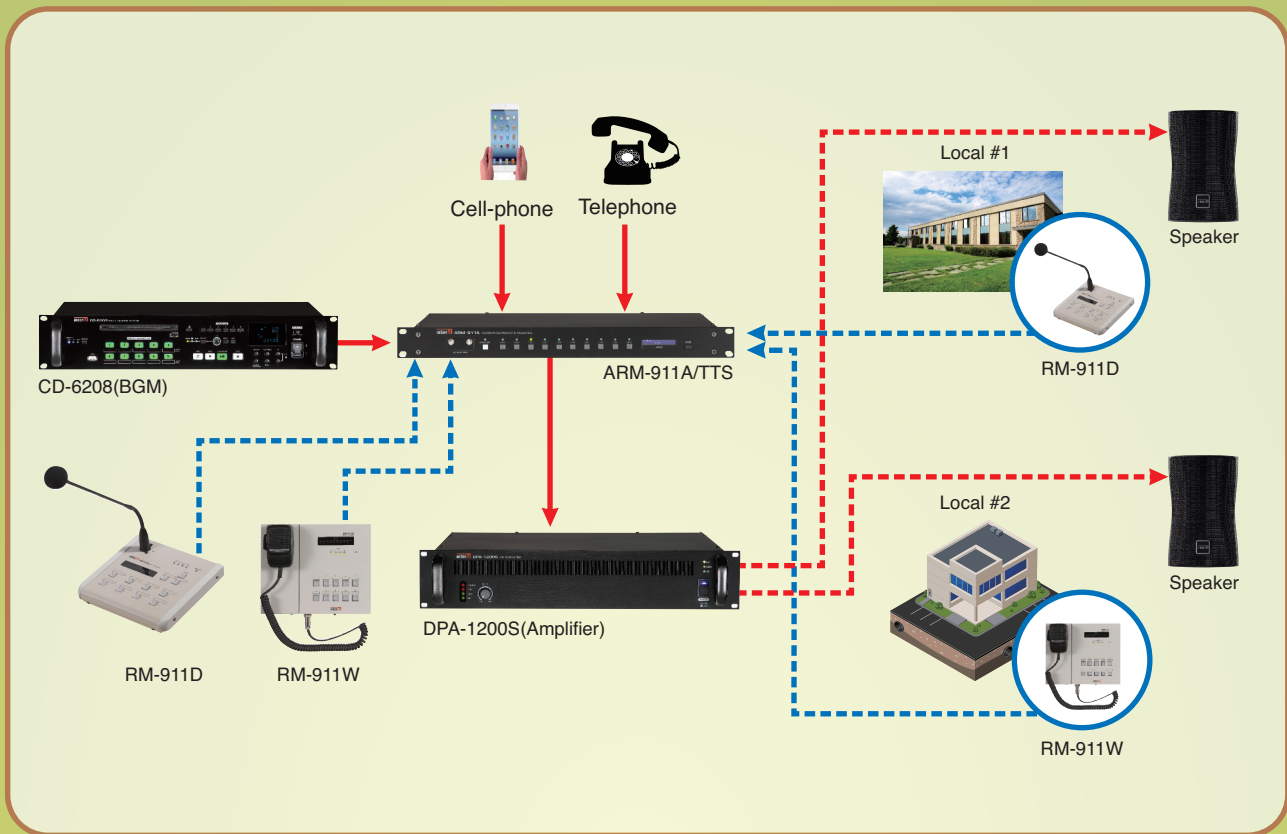 Cell-phone
Telephone
Local #1
Speaker
RM-911D
CD-6208(BGM)
ARM-911A/TTS
Local #2
Speaker
DPA-1200S(Amplifier)
RM-911D
RM-911W
RM-911W